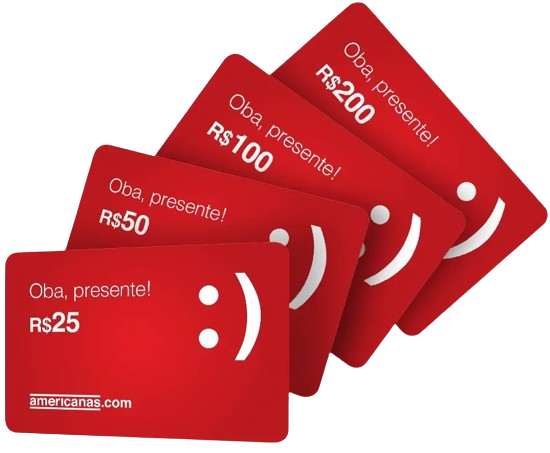 Oba, presente!
R$200
Oba, presente!
R$100
Oba, presente!
R$50
Oba, presente!
R$25
:)
americanas.com